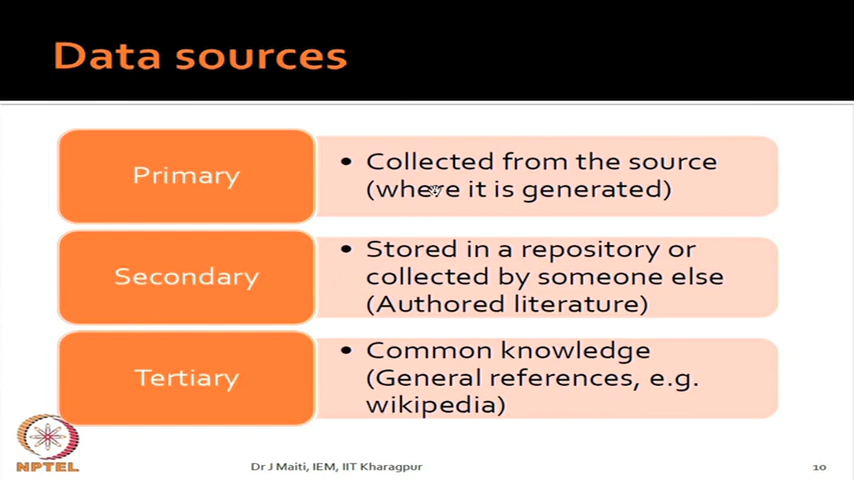 Data sources
Primary
• Collected from the source
(where it is generated)
Secondary
• Stored in a repository or
collected by someone else
(Authored literature)
Tertiary
• Common knowledge
(General references, e.g.
wikipedia)
NPTEL
Dr J Maiti, IEM, IIT Kharagpur
10